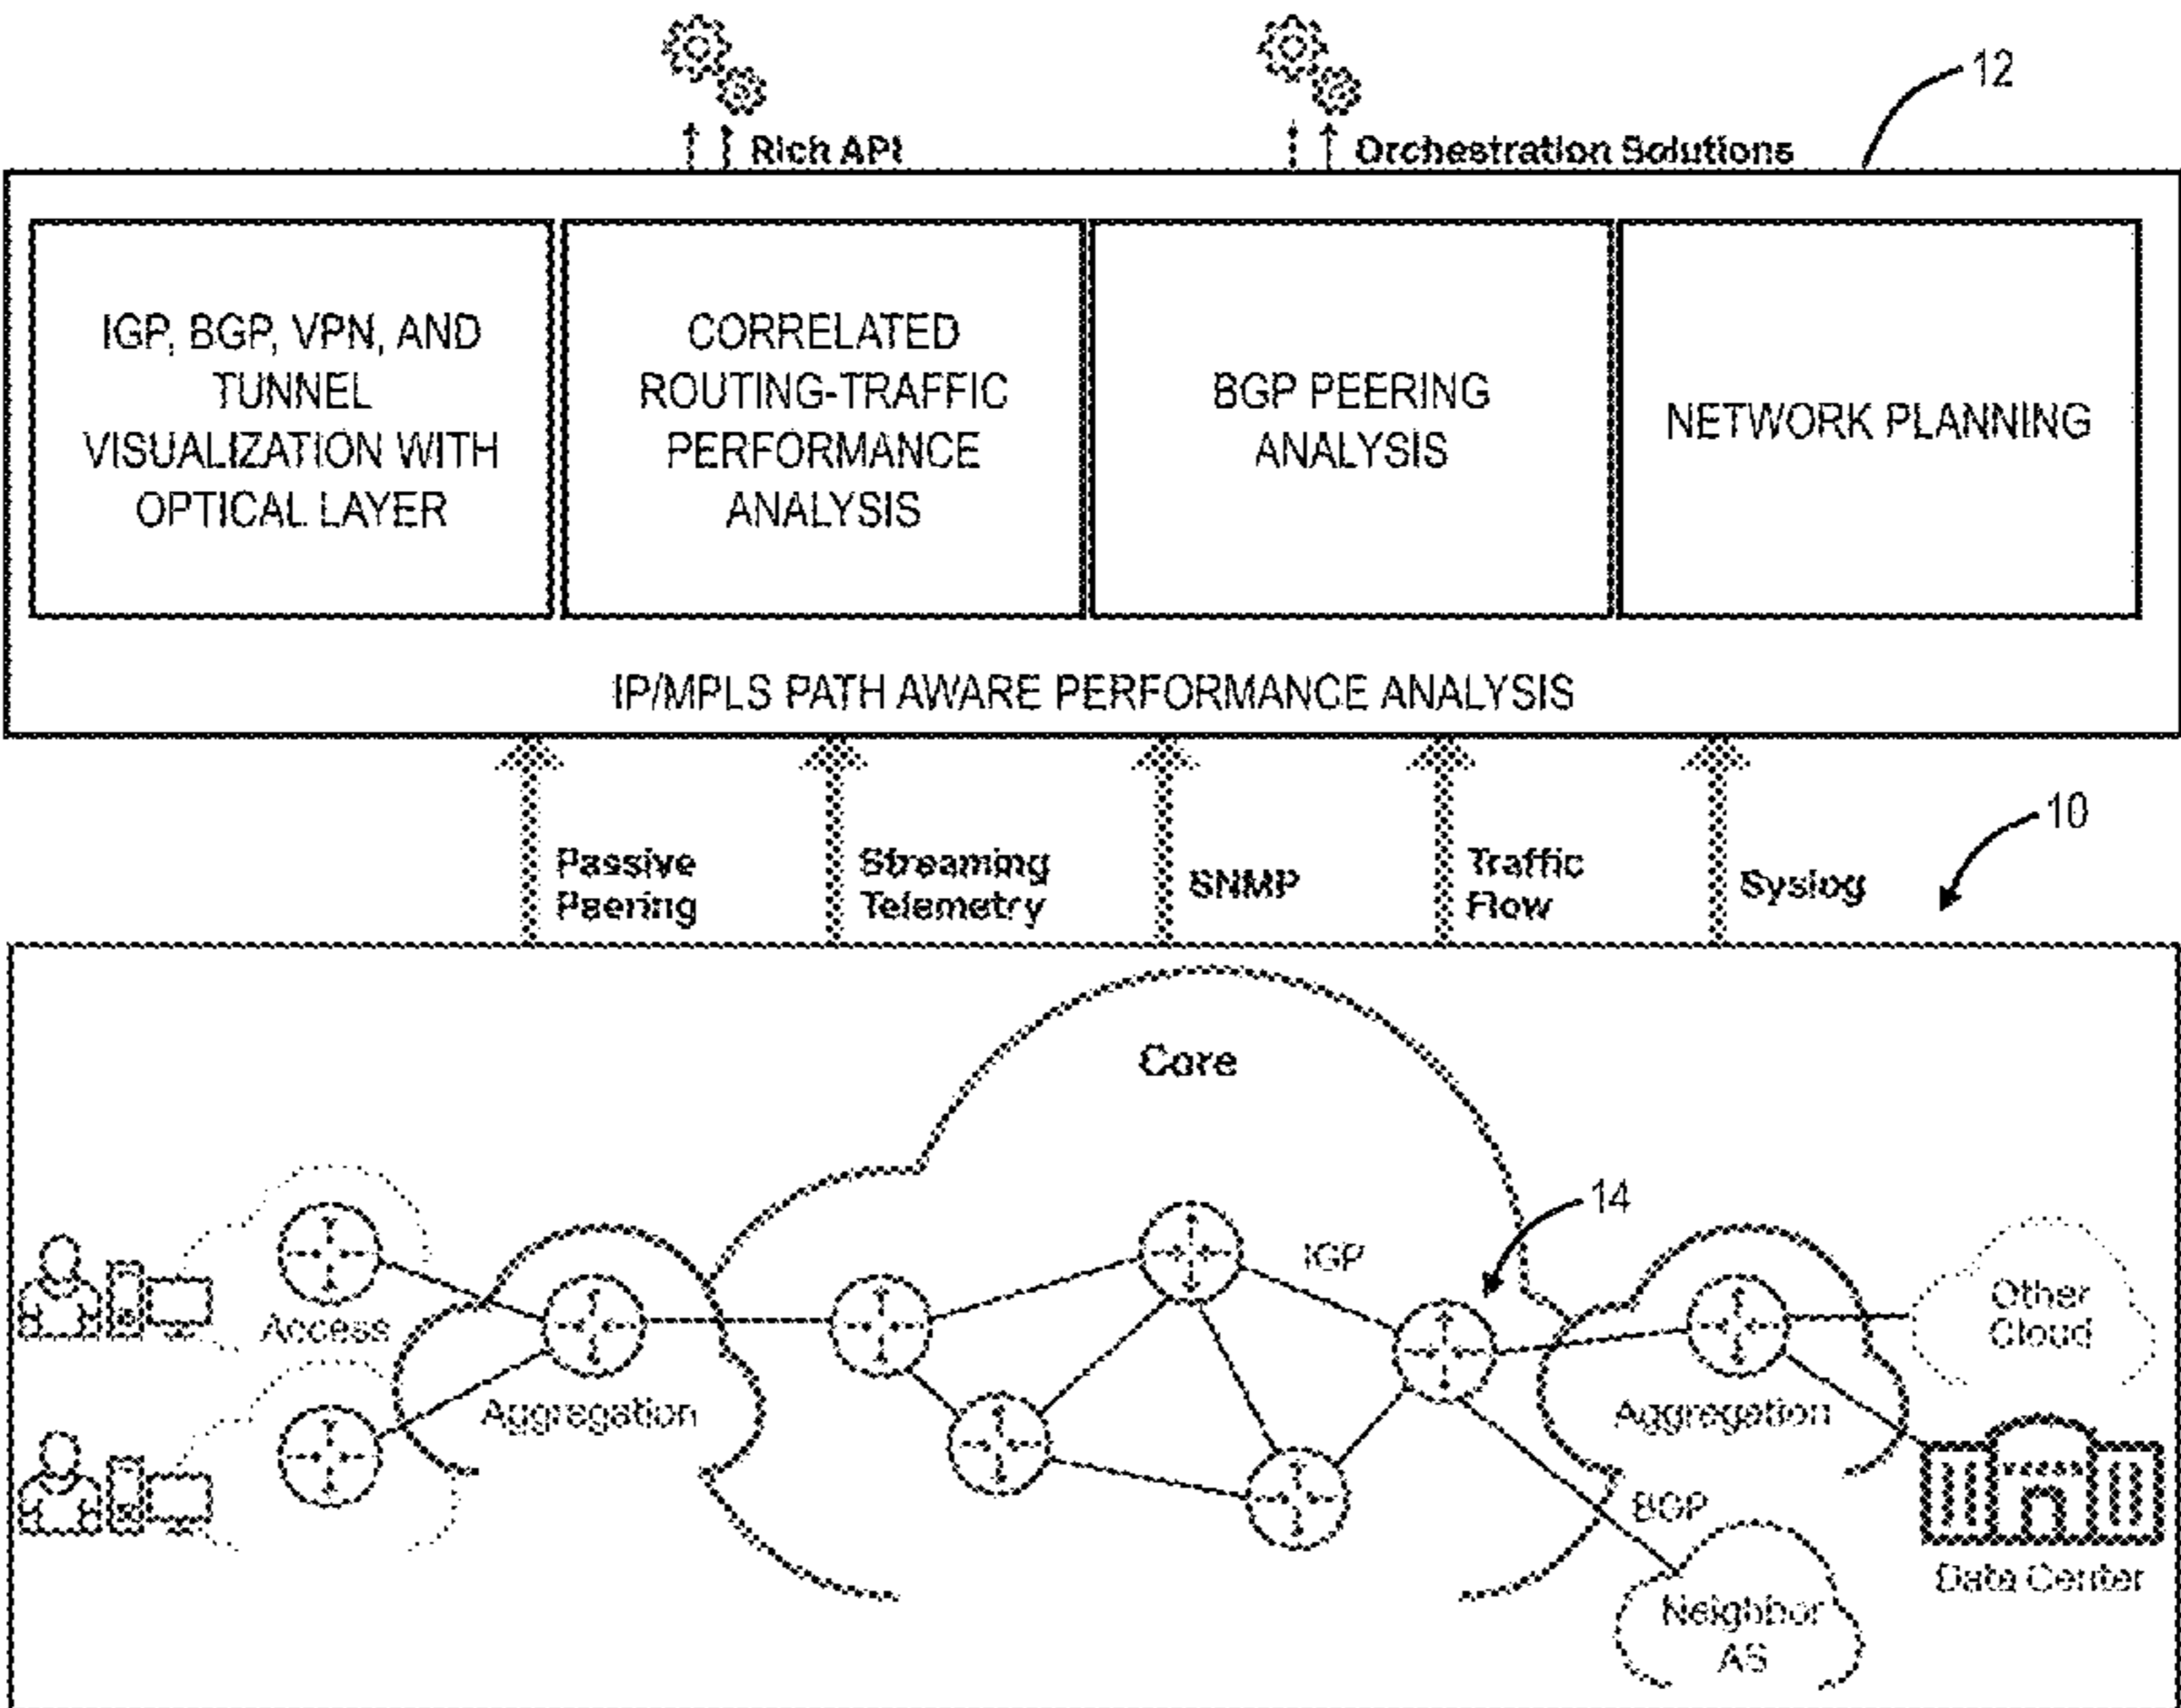 12
Rich API
Orchestration Solutions
IGP, BGP, VPN, AND
TUNNEL
VISUALIZATION WITH
OPTICAL LAYER
CORRELATED
ROUTING-TRAFFIC
PERFORMANCE
ANALYSIS
BGP PEERING
ANALYSIS
NETWORK PLANNING
IP/MPLS PATH AWARE PERFORMANCE ANALYSIS
10
Passive
Peering
Streaming
Telemetry
SNMP
Traffic
Flow
Syslog
Core
14
IGP
Access
Other
Cloud
Aggregation
Aggregation
BGP
Data Center
Neighbor
AS